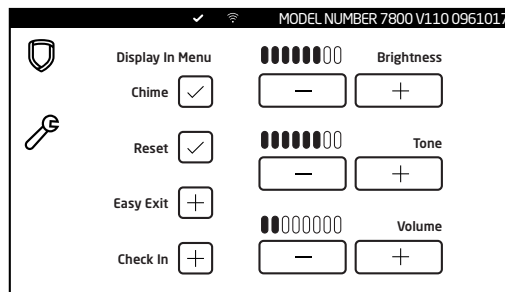 MODEL NUMBER 7800 V110 0961017
Display In Menu
Brightness
Chime
Reset
Tone
Easy Exit
Volume
Check In